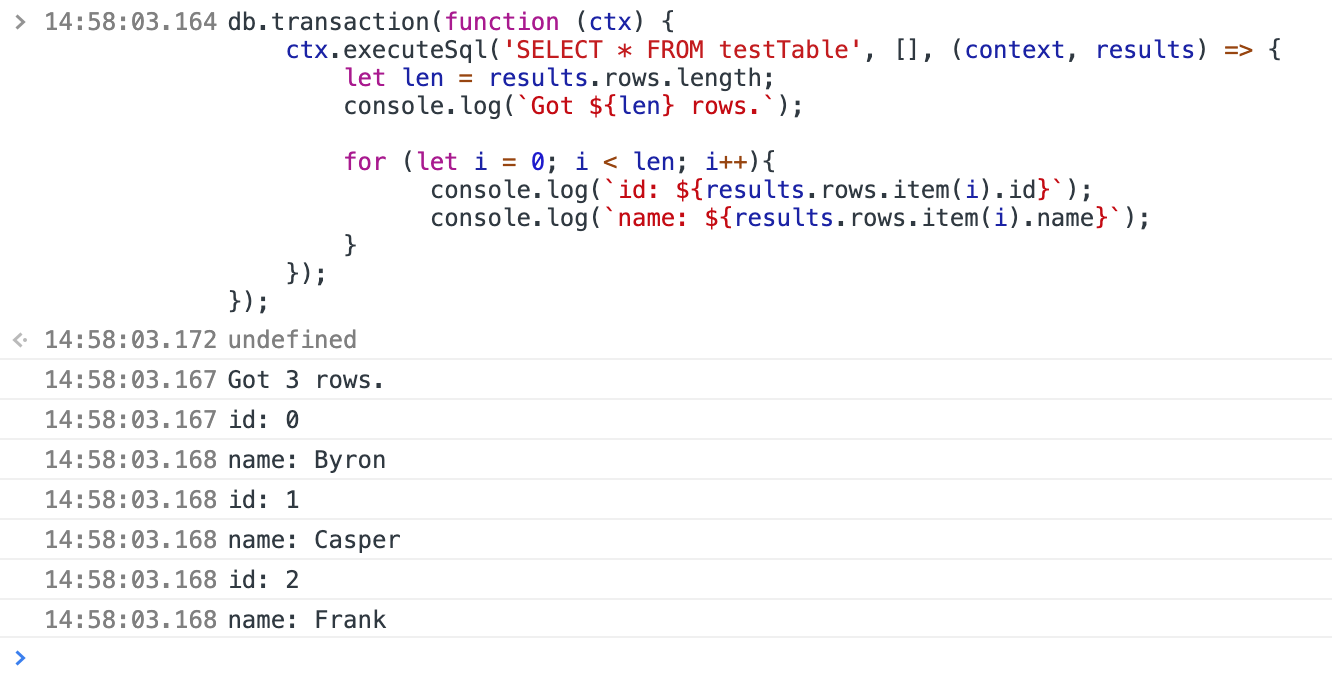 > 14:58:03.164 db.transaction(function (ctx) {
ctx.executeSql('SELECT * FROM testTable', [], (context, results) => {
let len = results.rows.length;
console.log(`Got ${len} rows.`);
for (let i = 0; i < len; i++){
console.log(`id: ${results.rows.item(i).id}`);
console.log(`name: ${results.rows.item(i).name}`);
}
});
});
14:58:03.172 undefined
14:58:03.167 Got 3 rows.
14:58:03.167 id: 0
14:58:03.168 name: Byron
14:58:03.168 id: 1
14:58:03.168 name: Casper
14:58:03.168 id: 2
14:58:03.168 name: Frank
>